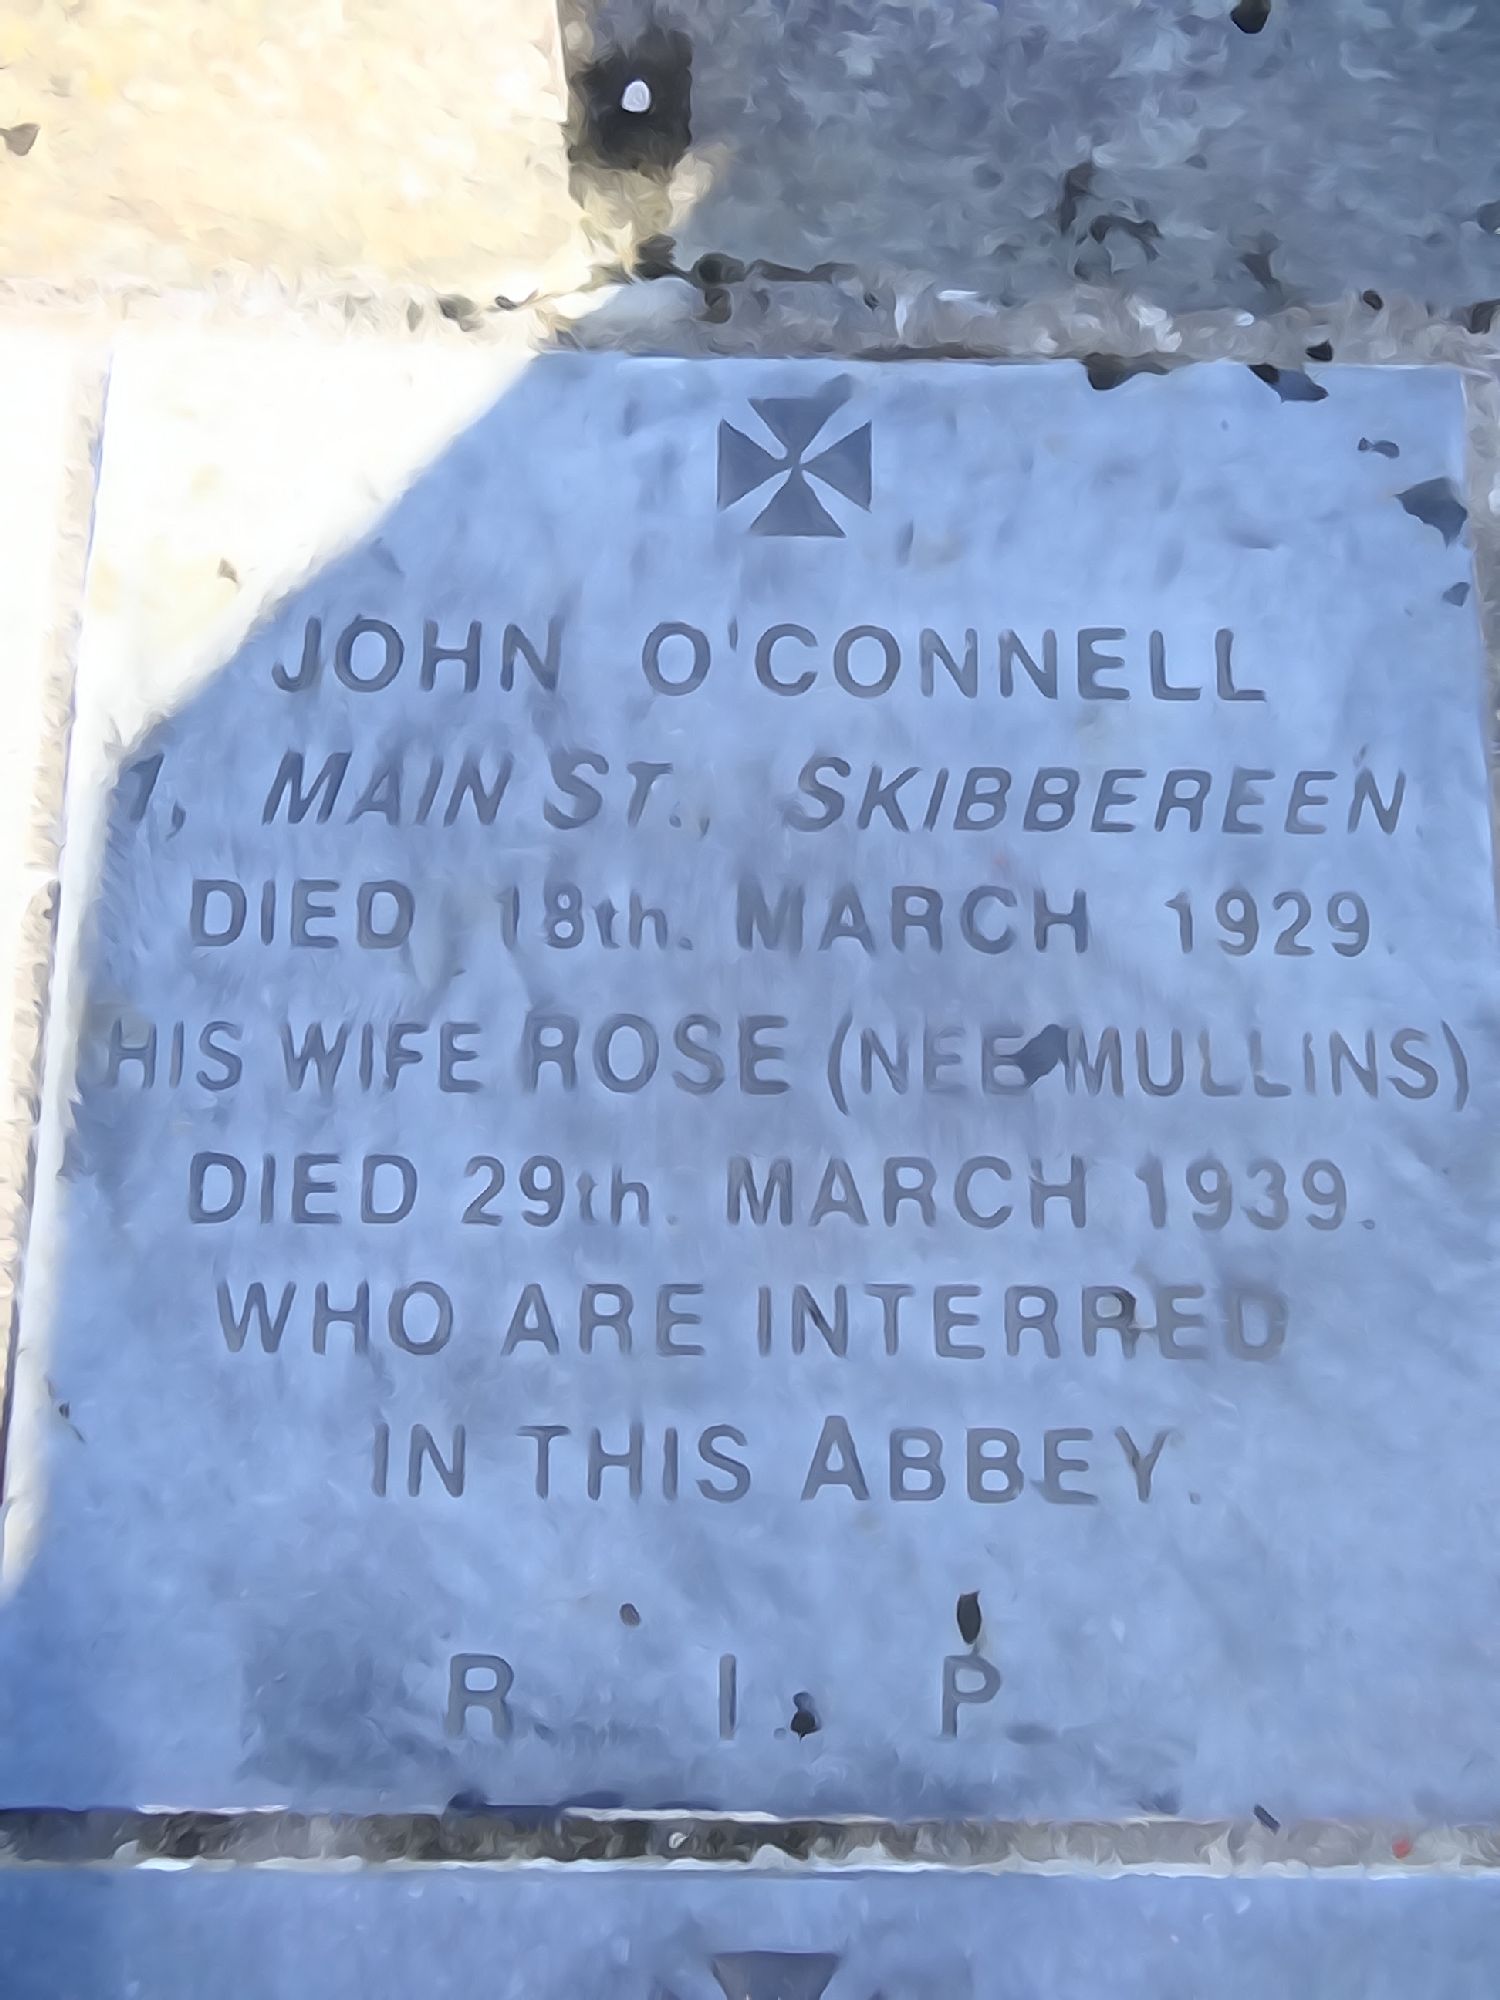 JOHN O'CONNELL
1, MAIN ST., SKIBBEREEN.
DIED 18th. MARCH 1929.
HIS WIFE ROSE (NEE MULLINS)
DIED 29th. MARCH 1939.
WHO ARE INTERRED
IN THIS ABBEY.
R. I. P.